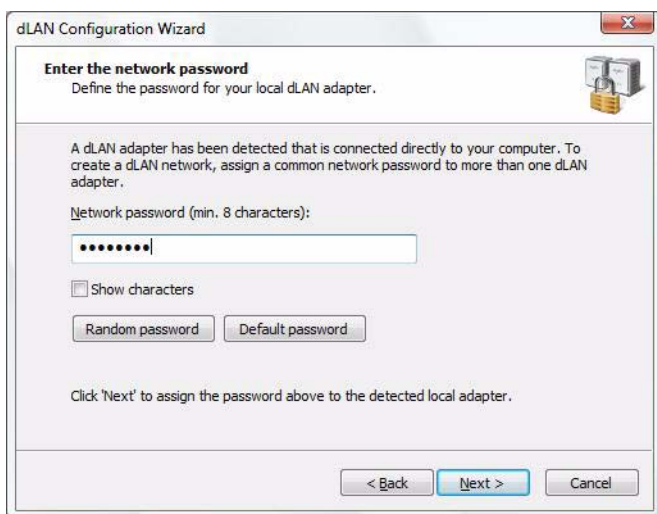 dLAN Configuration Wizard
Enter the network password
Define the password for your local dLAN adapter.
A dLAN adapter has been detected that is connected directly to your computer. To
create a dLAN network, assign a common network password to more than one dLAN
adapter.
Network password (min. 8 characters):
••••••••
Show characters
Random password Default password
Click 'Next' to assign the password above to the detected local adapter.
< Back Next > Cancel